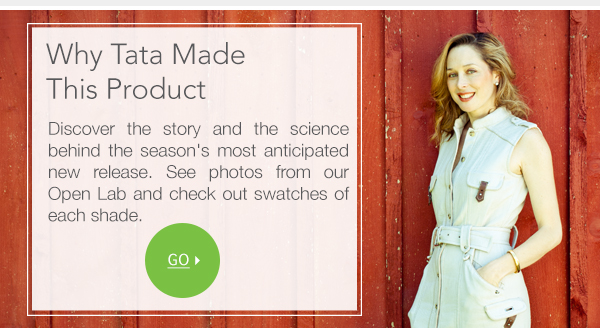 Why Tata Made
This Product
Discover the story and the science
behind the season's most anticipated
new release. See photos from our
Open Lab and check out swatches of
each shade.
GO